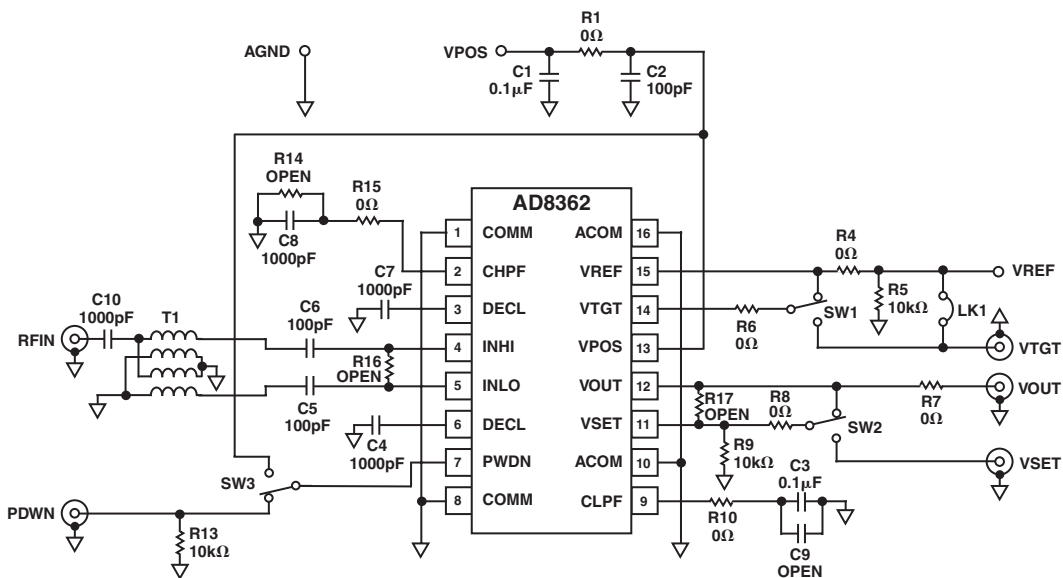 R1
0Ω
AGND
VPOS
C1
0.1µF
C2
100pF
R14
OPEN
R15
0Ω
AD8362
C8
1000pF
1
COMM
ACOM
16
C7
1000pF
2
CHPF
VREF
15
R4
0Ω
VREF
C10
1000pF
T1
C6
100pF
3
DECL
VTGT
14
R6
0Ω
SW1
R5
10kΩ
LK1
RFIN
R16
OPEN
4
INHI
VPOS
13
VTGT
5
INLO
VOUT
12
R7
0Ω
VOUT
C5
100pF
R17
OPEN
R8
0Ω
SW2
6
DECL
VSET
11
C4
1000pF
R9
10kΩ
VSET
SW3
7
PWDN
ACOM
10
C3
0.1µF
PDWN
8
COMM
CLPF
9
R10
0Ω
R13
10kΩ
C9
OPEN